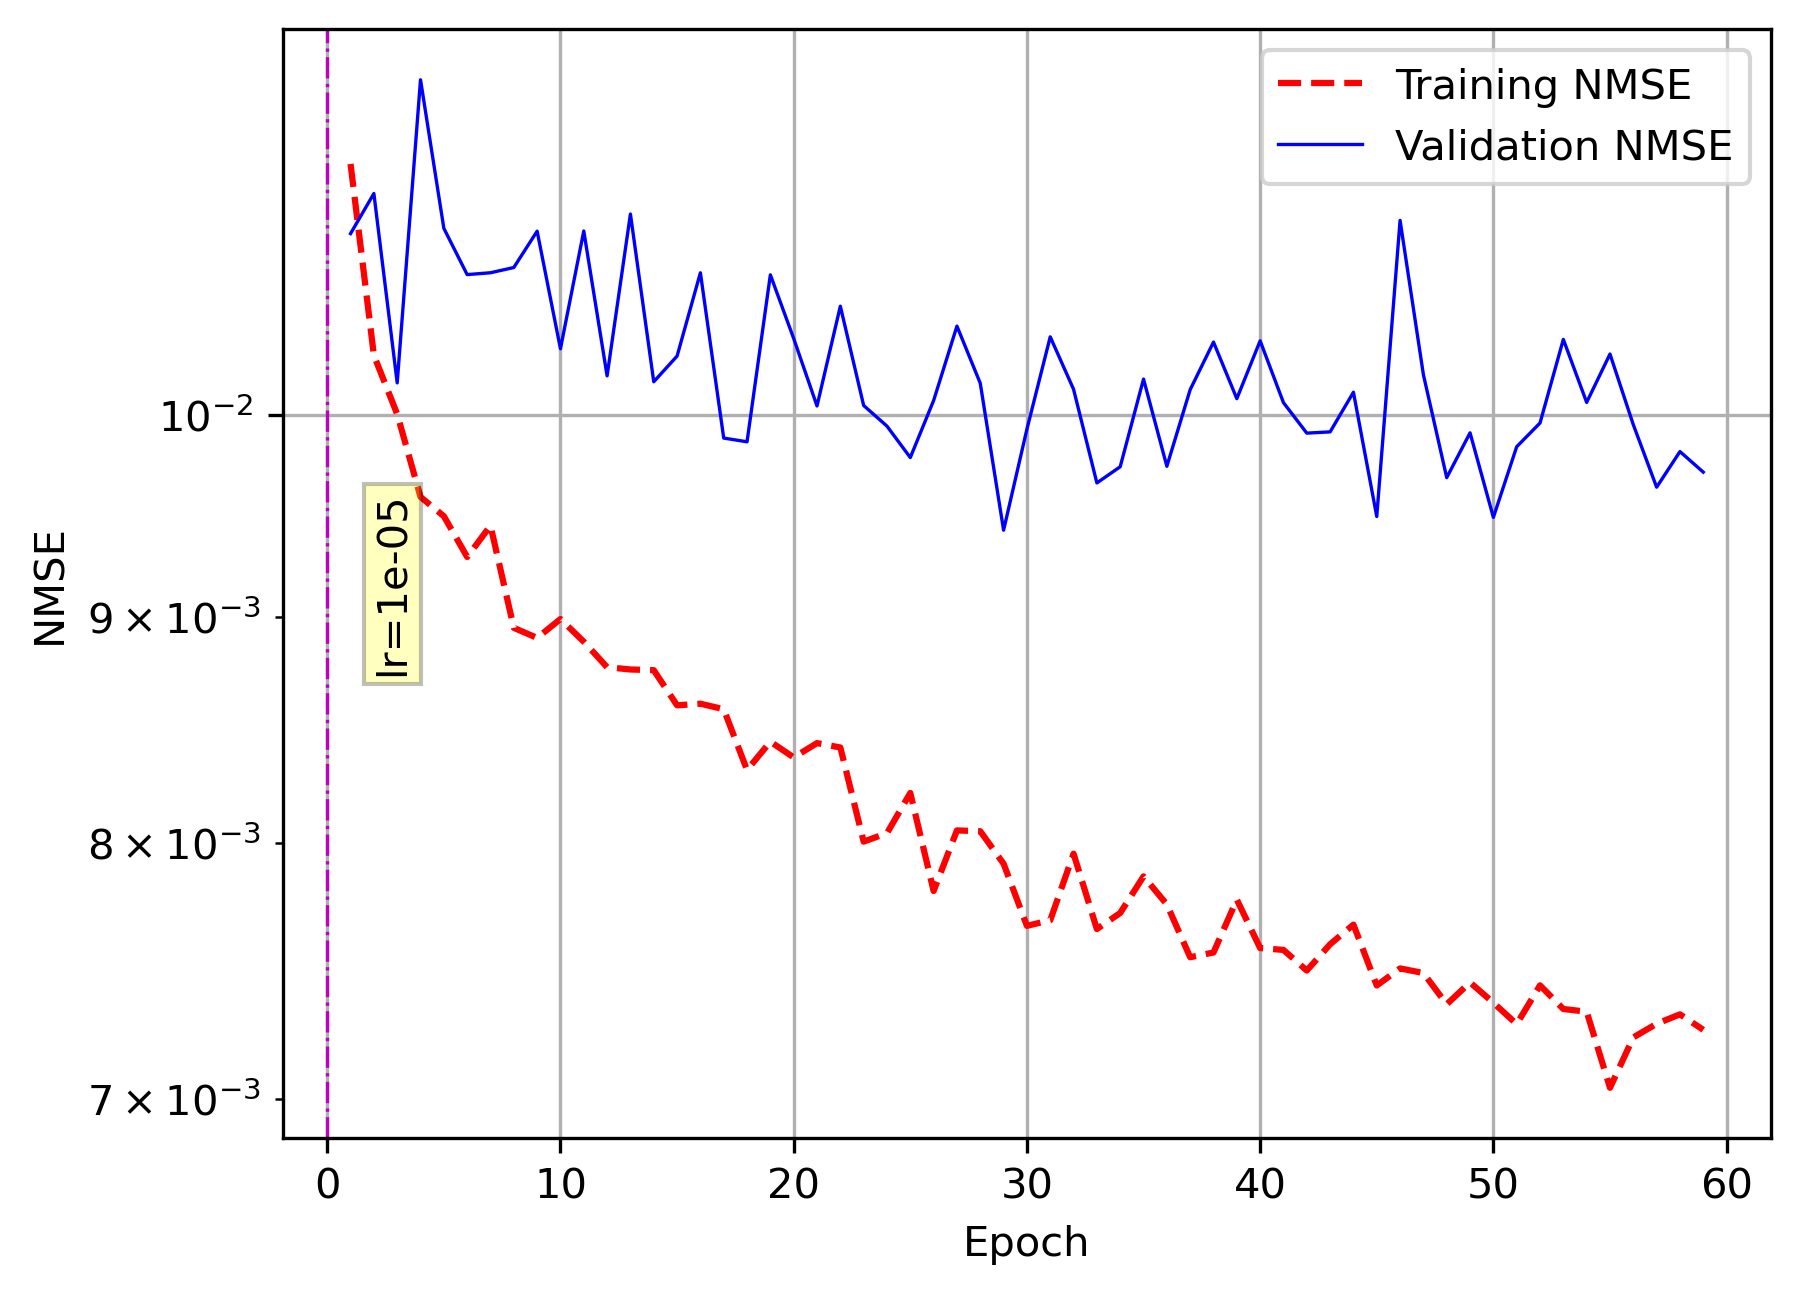 Training NMSE
Validation NMSE
10⁻²
9 × 10⁻³
8 × 10⁻³
7 × 10⁻³
NMSE
lr=1e-05
0 10 20 30 40 50 60
Epoch